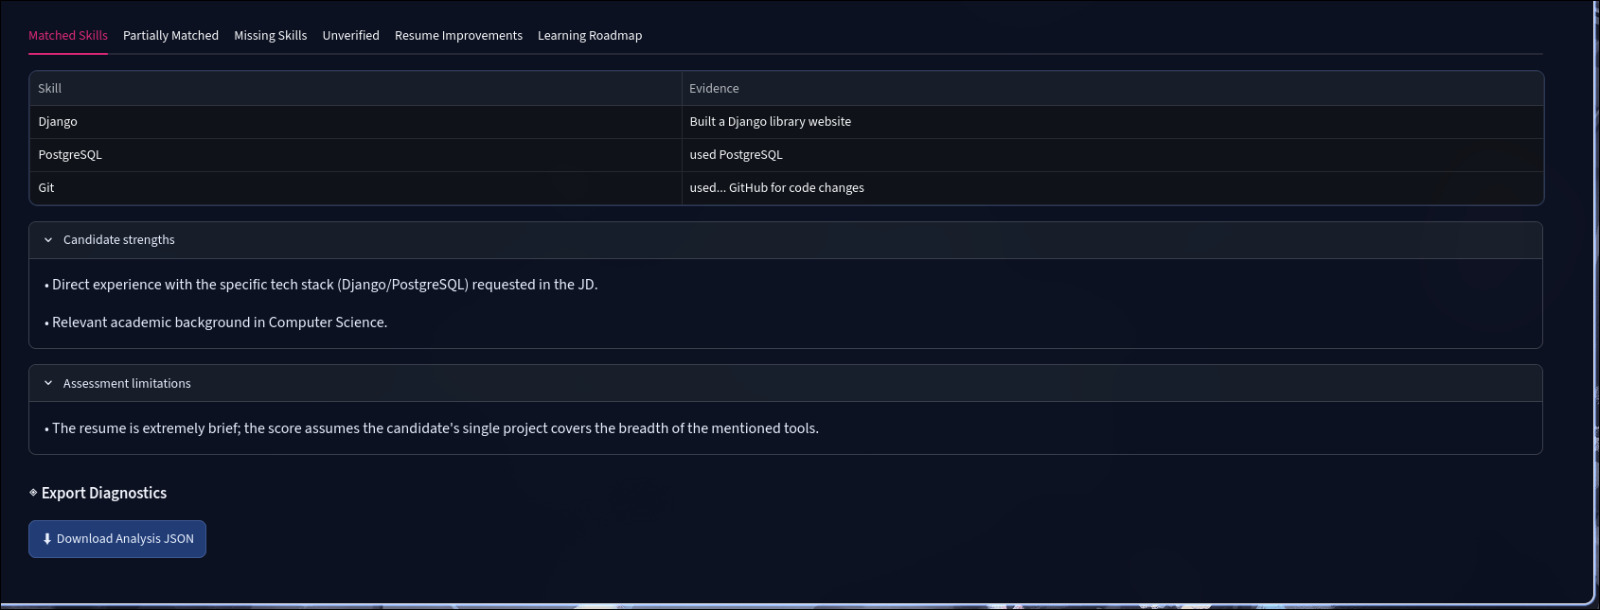 Matched Skills Partially Matched Missing Skills Unverified Resume Improvements Learning Roadmap
Skill Evidence
Django Built a Django library website
PostgreSQL used PostgreSQL
Git used... GitHub for code changes
Candidate strengths
• Direct experience with the specific tech stack (Django/PostgreSQL) requested in the JD.
• Relevant academic background in Computer Science.
Assessment limitations
• The resume is extremely brief; the score assumes the candidate's single project covers the breadth of the mentioned tools.
Export Diagnostics
Download Analysis JSON